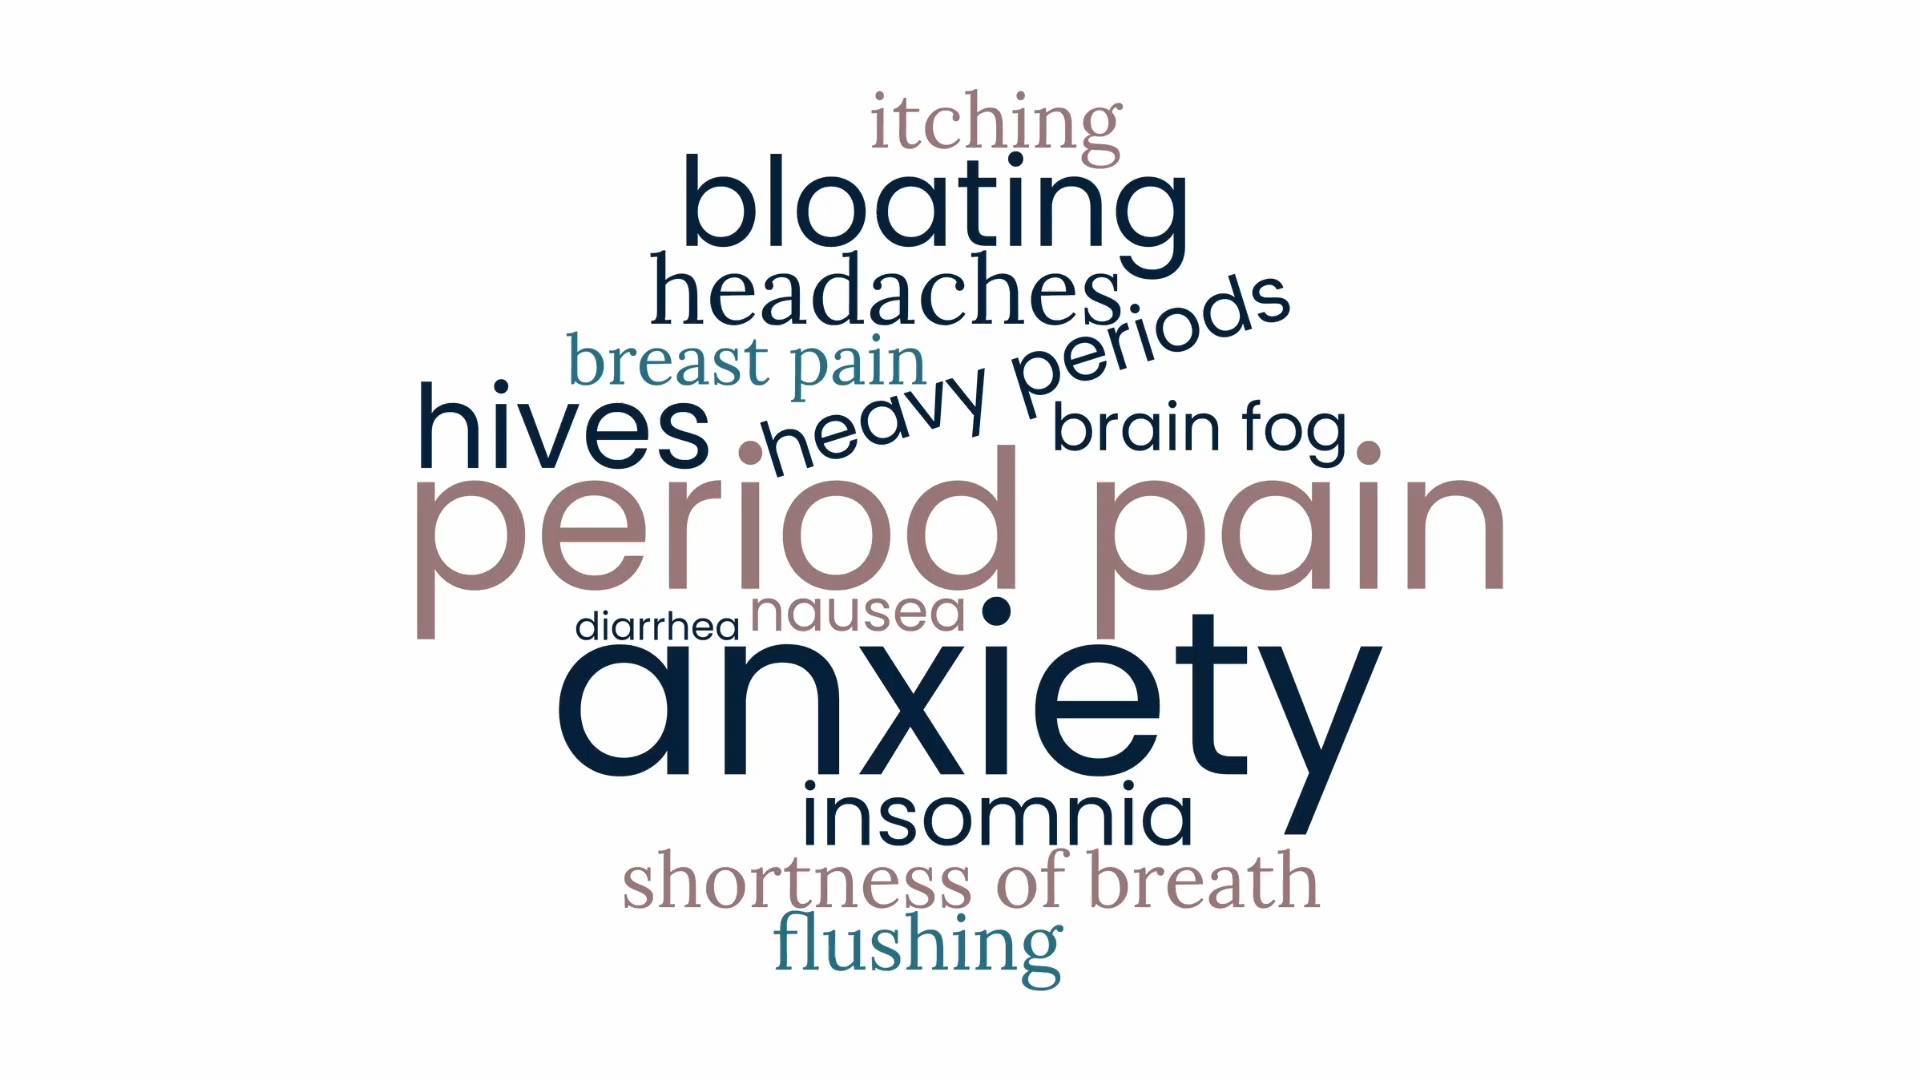 itching
bloating
headaches
heavy periods
breast pain
hives
brain fog
period pain
diarrhea
nausea
anxiety
insomnia
shortness of breath
flushing